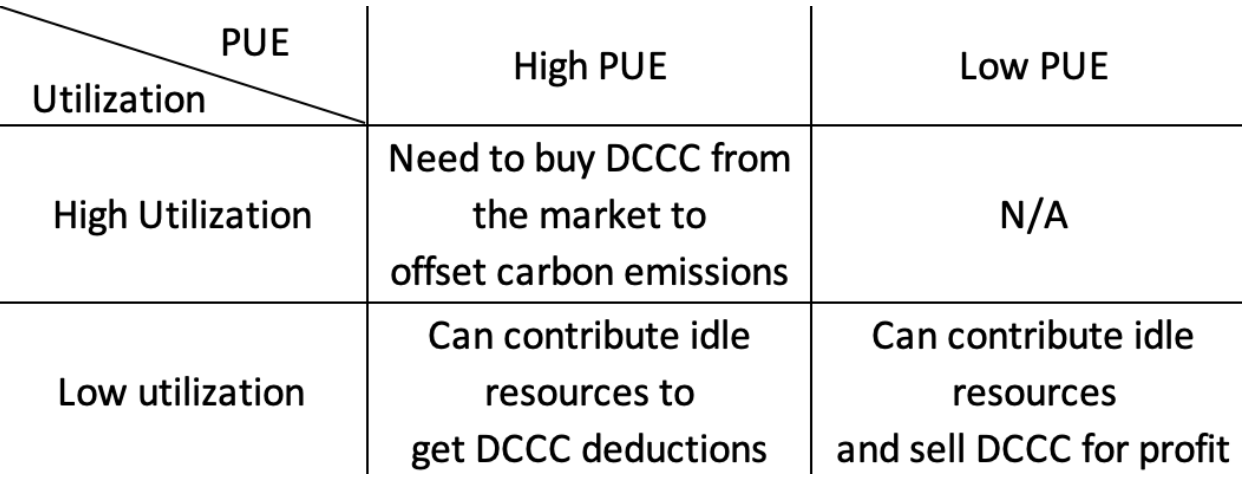 PUE
Utilization
High PUE
Low PUE
High Utilization
Need to buy DCCC from
the market to
offset carbon emissions
N/A
Low utilization
Can contribute idle
resources to
get DCCC deductions
Can contribute idle
resources
and sell DCCC for profit